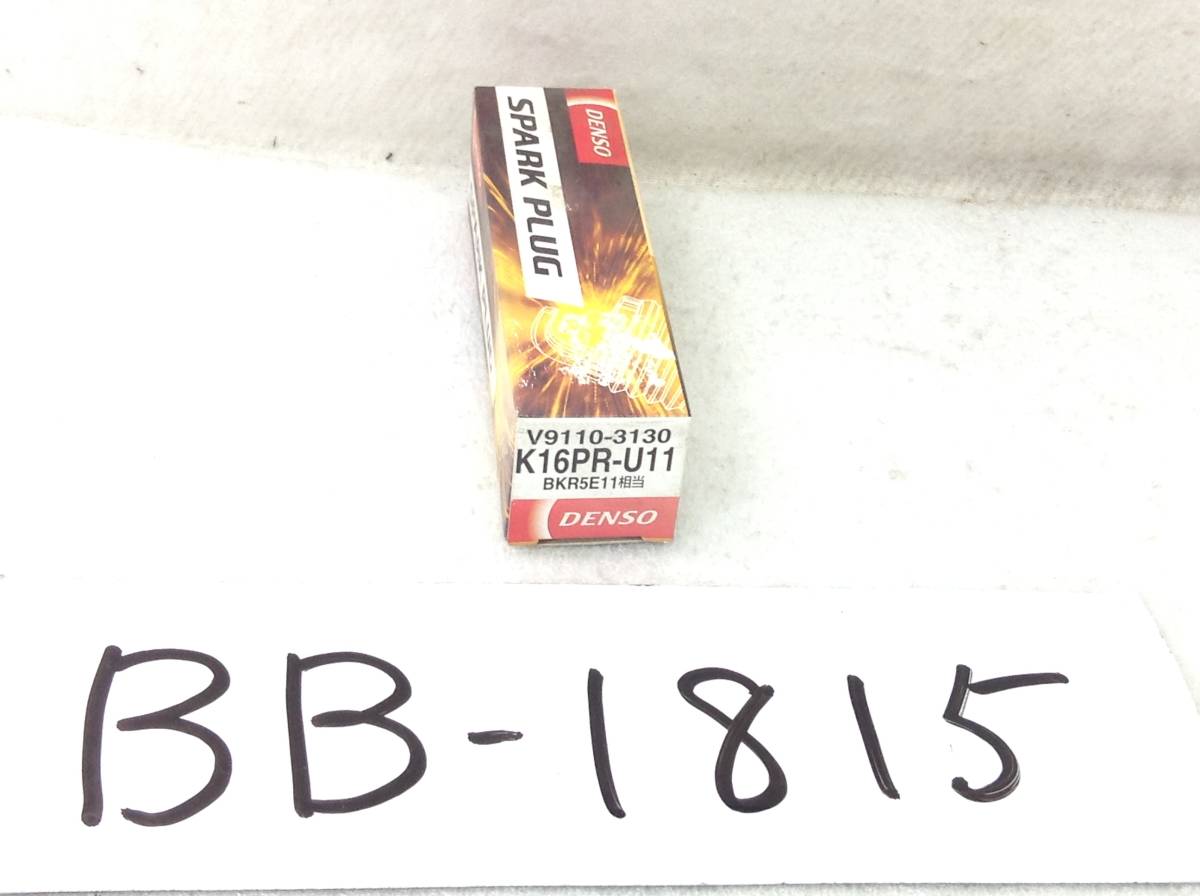 DENSO
SPARK PLUG
V9110-3130
K16PR-U11
BKR5E11相当
DENSO
BB-1815